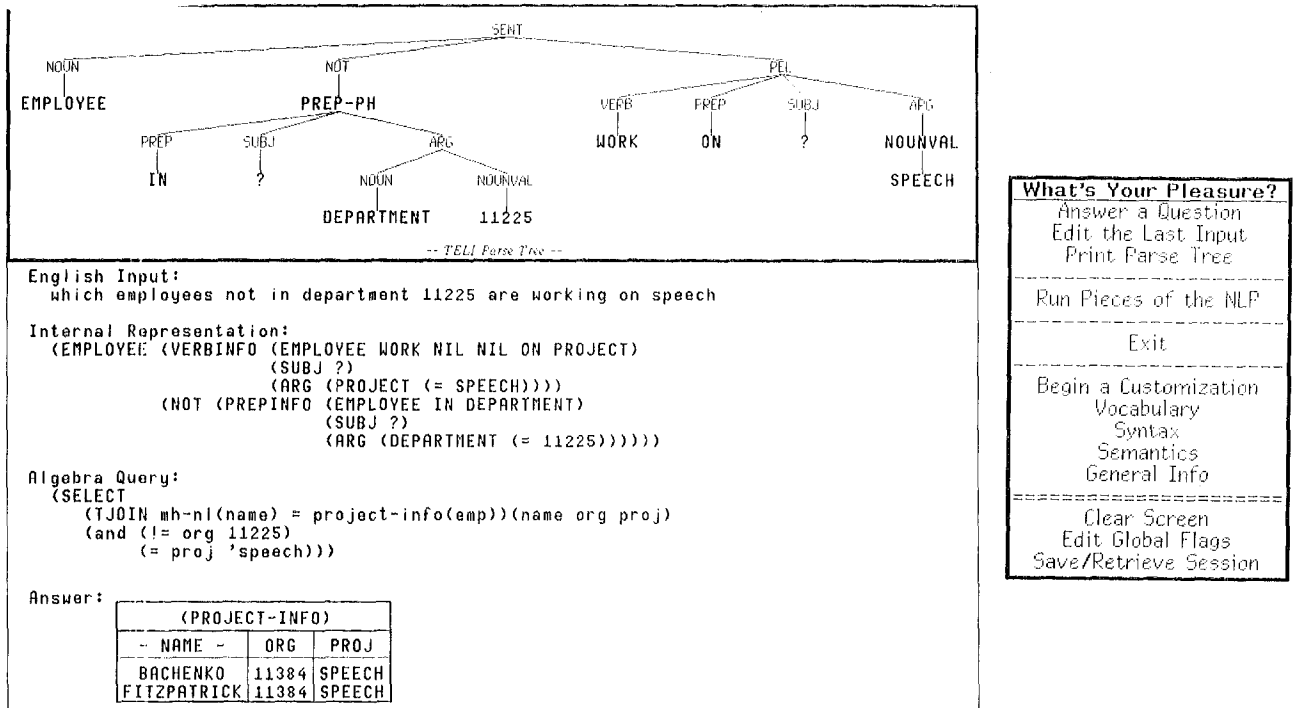 SENT
NOUN NOT REL
EMPLOYEE PREP-PH VERB PREP SUBJ ARG
PREP SUBJ ARG WORK ON ? NOUNVAL
IN ? NOUN NOUNVAL SPEECH
DEPARTMENT 11225
-- TELI Parse Tree --
English Input:
which employees not in department 11225 are working on speech
Internal Representation:
(EMPLOYEE (VERBINFO (EMPLOYEE WORK NIL NIL ON PROJECT)
(SUBJ ?)
(ARG (PROJECT (= SPEECH))))
(NOT (PREPINFO (EMPLOYEE IN DEPARTMENT)
(SUBJ ?)
(ARG (DEPARTMENT (= 11225))))))
Algebra Query:
(SELECT
(TJOIN mh-nl(name) = project-info(emp))(name org proj)
(and (!= org 11225)
(= proj 'speech)))
Answer:
(PROJECT-INFO)
- NAME - ORG PROJ
BACHENKO 11384 SPEECH
FITZPATRICK 11384 SPEECH
What's Your Pleasure?
Answer a Question
Edit the Last Input
Print Parse Tree
Run Pieces of the NLP
Exit
Begin a Customization
Vocabulary
Syntax
Semantics
General Info
Clear Screen
Edit Global Flags
Save/Retrieve Session